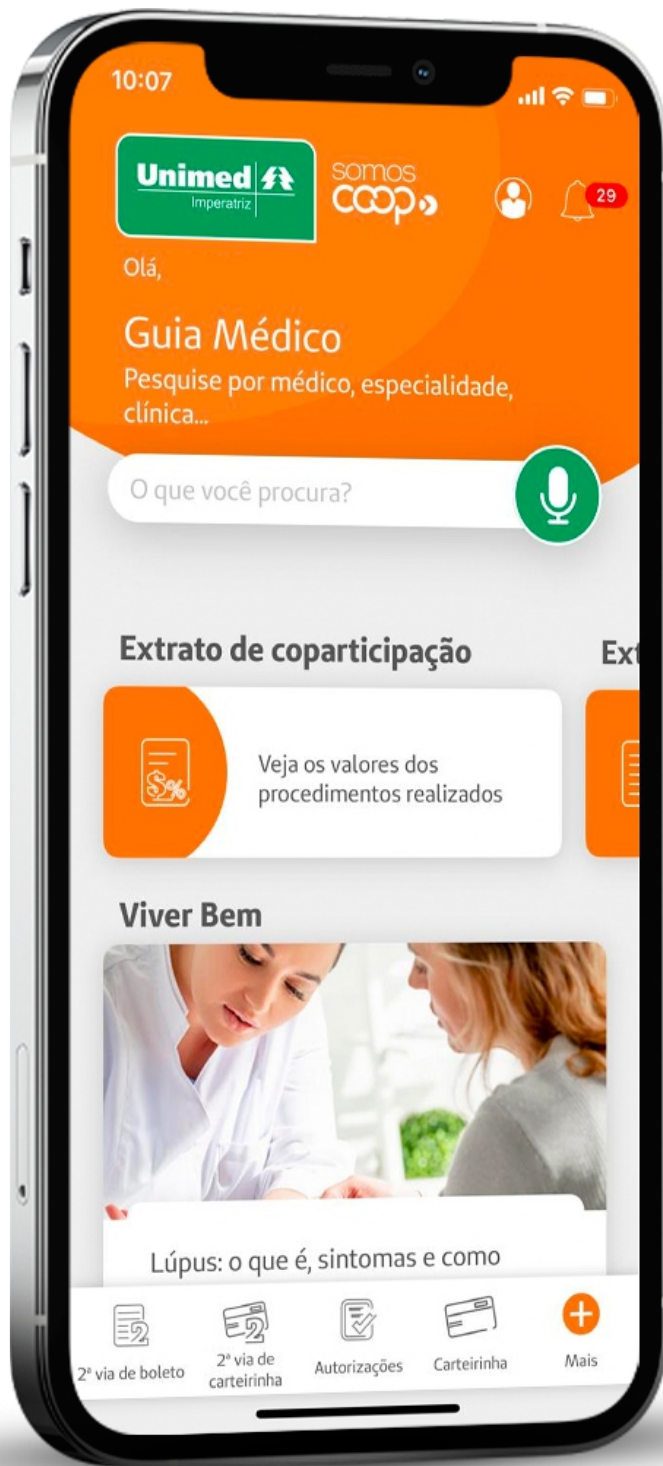 10:07
Unimed
Imperatriz
somos
coop
29
Olá,
Guia Médico
Pesquise por médico, especialidade,
clínica...
O que você procura?
Extrato de coparticipação
Ext
$%
Veja os valores dos
procedimentos realizados
Viver Bem
Lúpus: o que é, sintomas e como
2ª via de boleto
2ª via de
carteirinha
Autorizações
Carteirinha
Mais